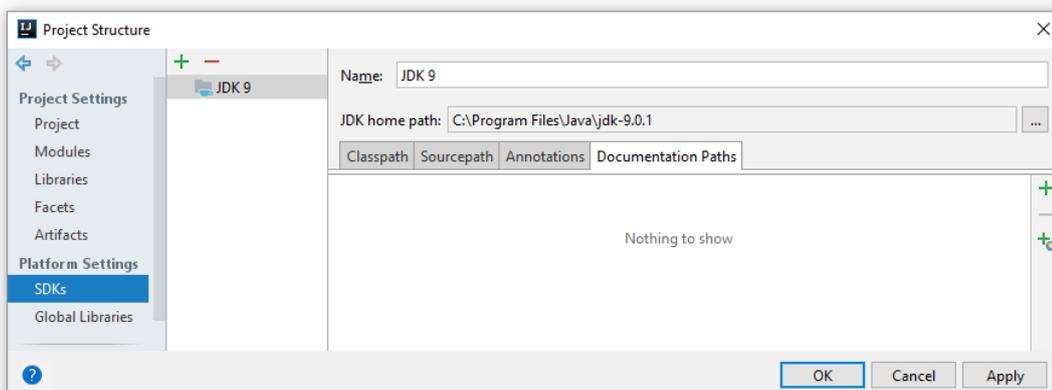 Project Structure
Project Settings
Project
Modules
Libraries
Facets
Artifacts
Platform Settings
SDKs
Global Libraries
JDK 9
Name: JDK 9
JDK home path: C:\Program Files\Java\jdk-9.0.1 ...
Classpath Sourcepath Annotations Documentation Paths
Nothing to show
? OK Cancel Apply